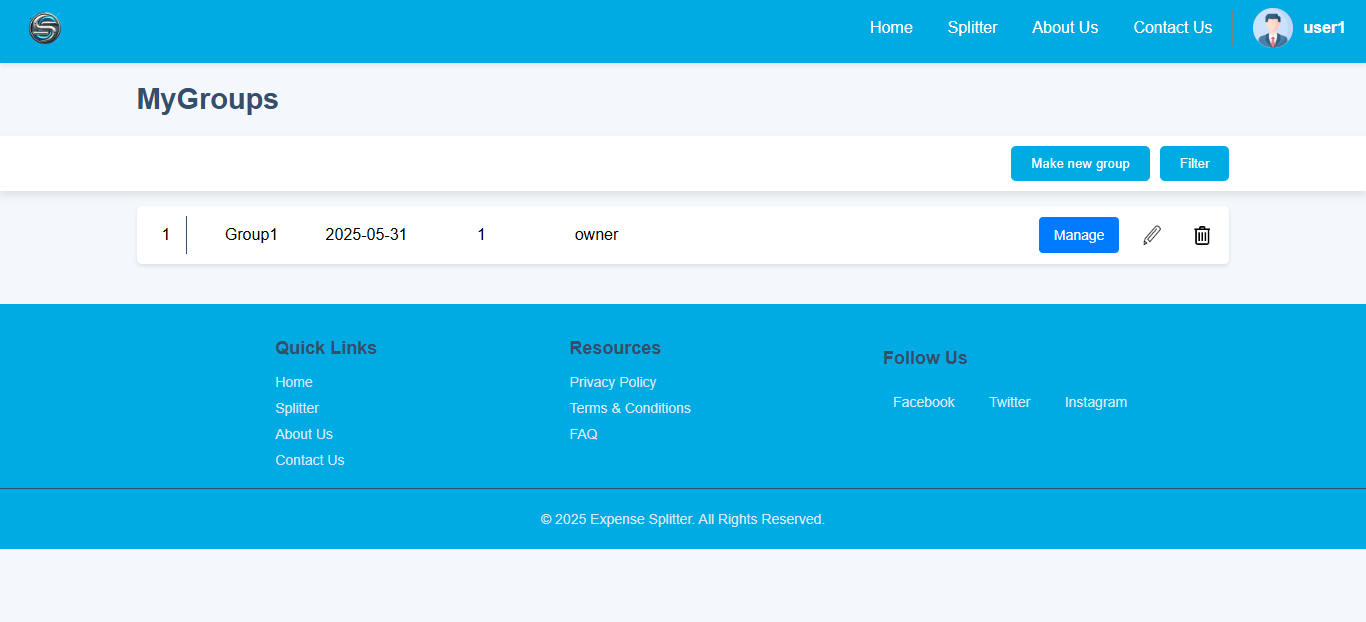 Home Splitter About Us Contact Us user1
MyGroups
Make new group Filter
1 Group1 2025-05-31 1 owner Manage
Quick Links
Home
Splitter
About Us
Contact Us
Resources
Privacy Policy
Terms & Conditions
FAQ
Follow Us
Facebook Twitter Instagram
© 2025 Expense Splitter. All Rights Reserved.